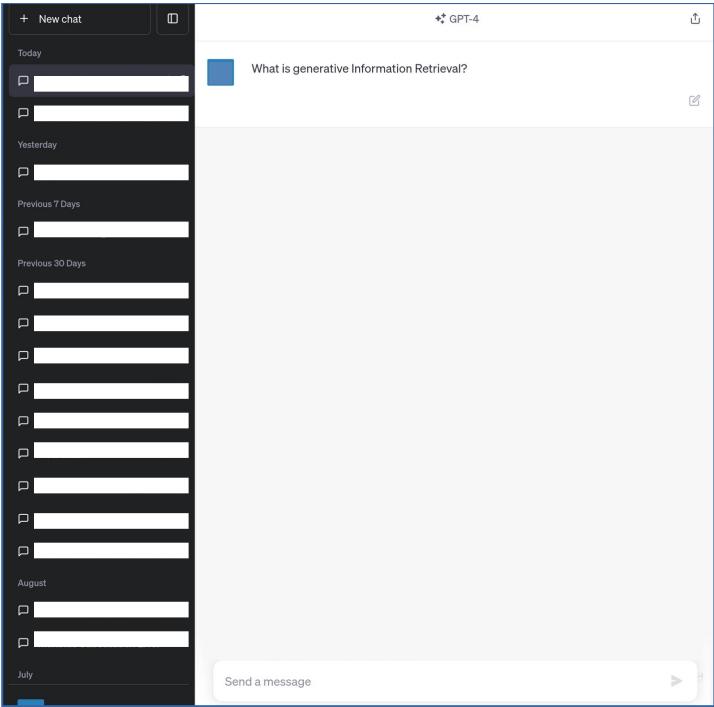 New chat
GPT-4
Today
What is generative Information Retrieval?
Yesterday
Previous 7 Days
Previous 30 Days
August
July
Send a message